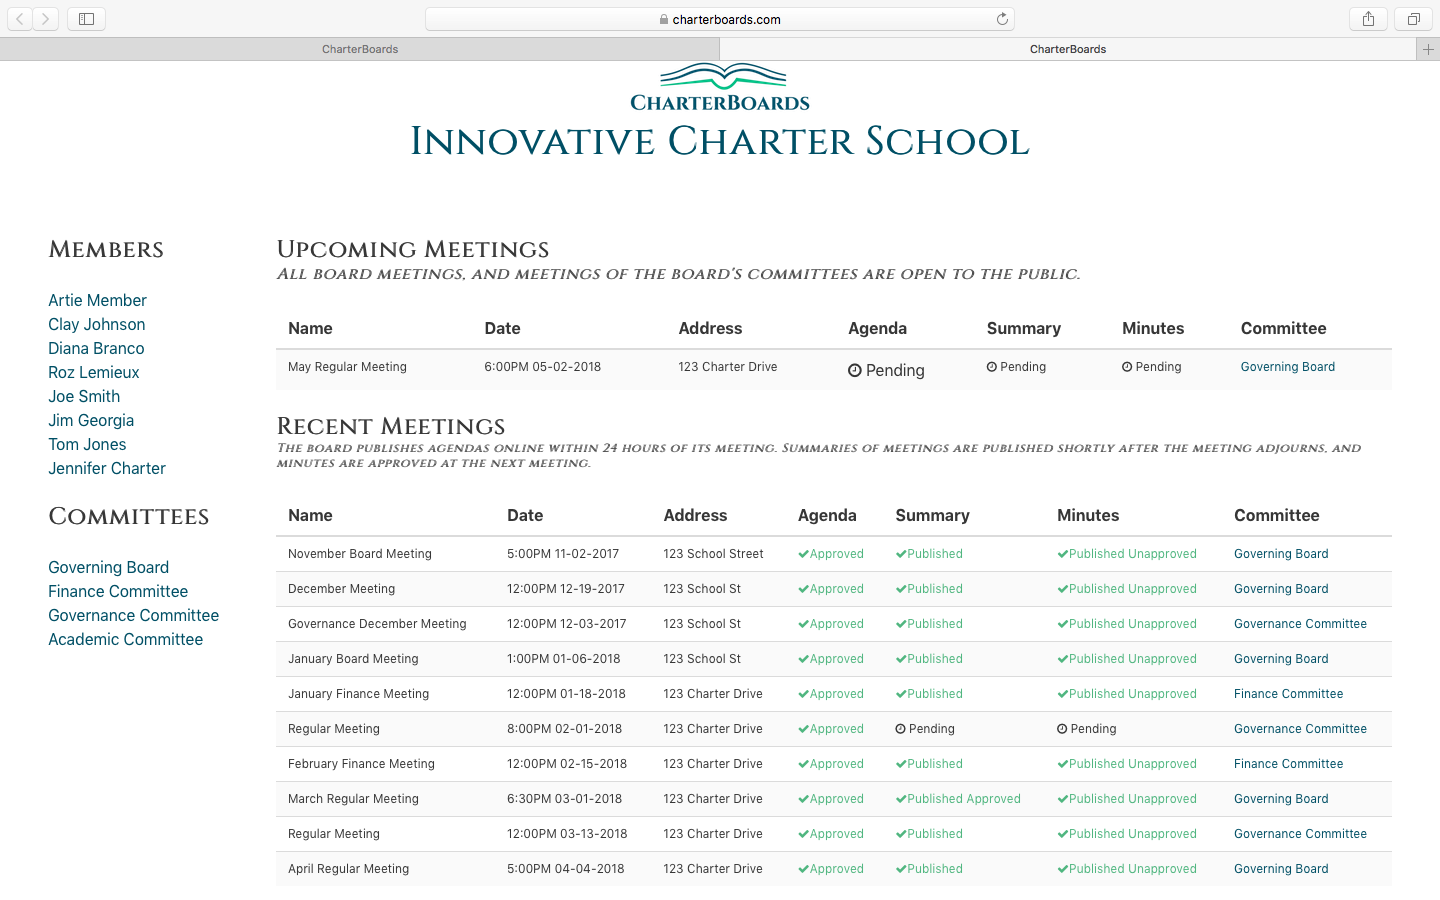 charterboards.com
CharterBoards
CharterBoards
CharterBoards
Innovative Charter School
Members
Artie Member
Clay Johnson
Diana Branco
Roz Lemieux
Joe Smith
Jim Georgia
Tom Jones
Jennifer Charter
Committees
Governing Board
Finance Committee
Governance Committee
Academic Committee
Upcoming Meetings
All board meetings, and meetings of the board's committees are open to the public.
Name Date Address Agenda Summary Minutes Committee
May Regular Meeting 6:00PM 05-02-2018 123 Charter Drive Pending Pending Pending Governing Board
Recent Meetings
The board publishes agendas online within 24 hours of its meeting. Summaries of meetings are published shortly after the meeting adjourns, and
minutes are approved at the next meeting.
Name Date Address Agenda Summary Minutes Committee
November Board Meeting 5:00PM 11-02-2017 123 School Street Approved Published Published Unapproved Governing Board
December Meeting 12:00PM 12-19-2017 123 School St Approved Published Published Unapproved Governing Board
Governance December Meeting 12:00PM 12-03-2017 123 School St Approved Published Published Unapproved Governance Committee
January Board Meeting 1:00PM 01-06-2018 123 School St Approved Published Published Unapproved Governing Board
January Finance Meeting 12:00PM 01-18-2018 123 Charter Drive Approved Published Published Unapproved Finance Committee
Regular Meeting 8:00PM 02-01-2018 123 Charter Drive Approved Pending Pending Governance Committee
February Finance Meeting 12:00PM 02-15-2018 123 Charter Drive Approved Published Published Unapproved Finance Committee
March Regular Meeting 6:30PM 03-01-2018 123 Charter Drive Approved Published Approved Published Unapproved Governing Board
Regular Meeting 12:00PM 03-13-2018 123 Charter Drive Approved Published Published Unapproved Governance Committee
April Regular Meeting 5:00PM 04-04-2018 123 Charter Drive Approved Published Published Unapproved Governing Board